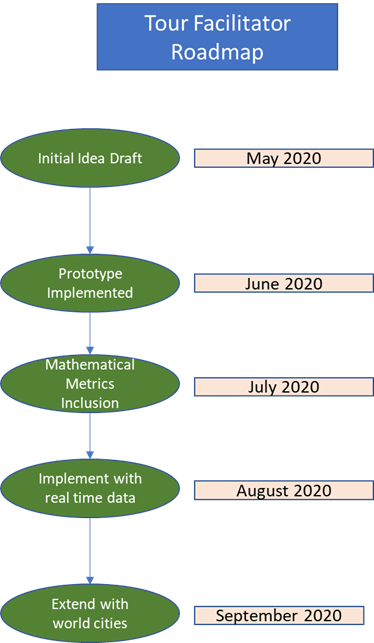 Tour Facilitator
Roadmap
Initial Idea Draft
May 2020
Prototype
Implemented
June 2020
Mathematical
Metrics
Inclusion
July 2020
Implement with
real time data
August 2020
Extend with
world cities
September 2020